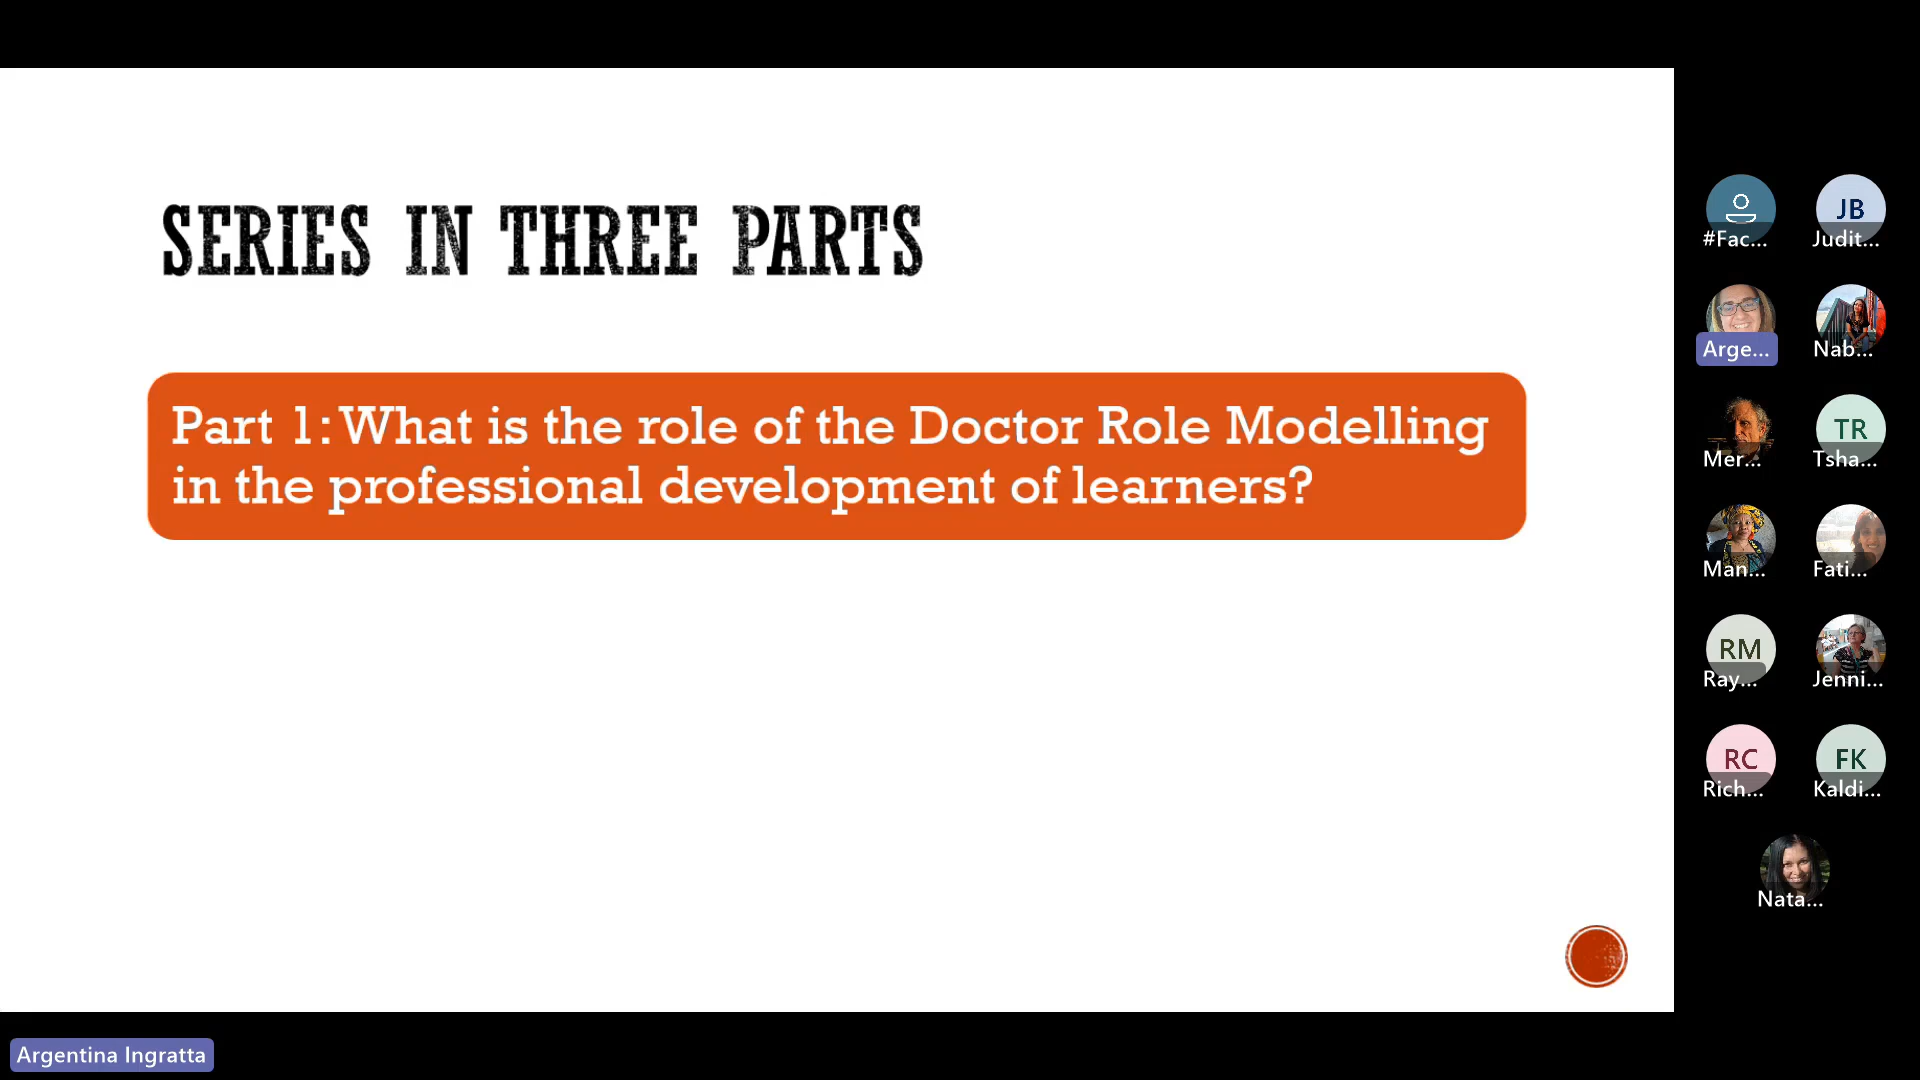 SERIES IN THREE PARTS
Part 1: What is the role of the Doctor Role Modelling
in the professional development of learners?
#Fac...
JB
Judit...
Arge...
Nab...
Mer...
TR
Tsha...
Man...
Fati...
RM
Ray...
Jenni...
RC
Rich...
FK
Kaldi...
Nata...
Argentina Ingratta